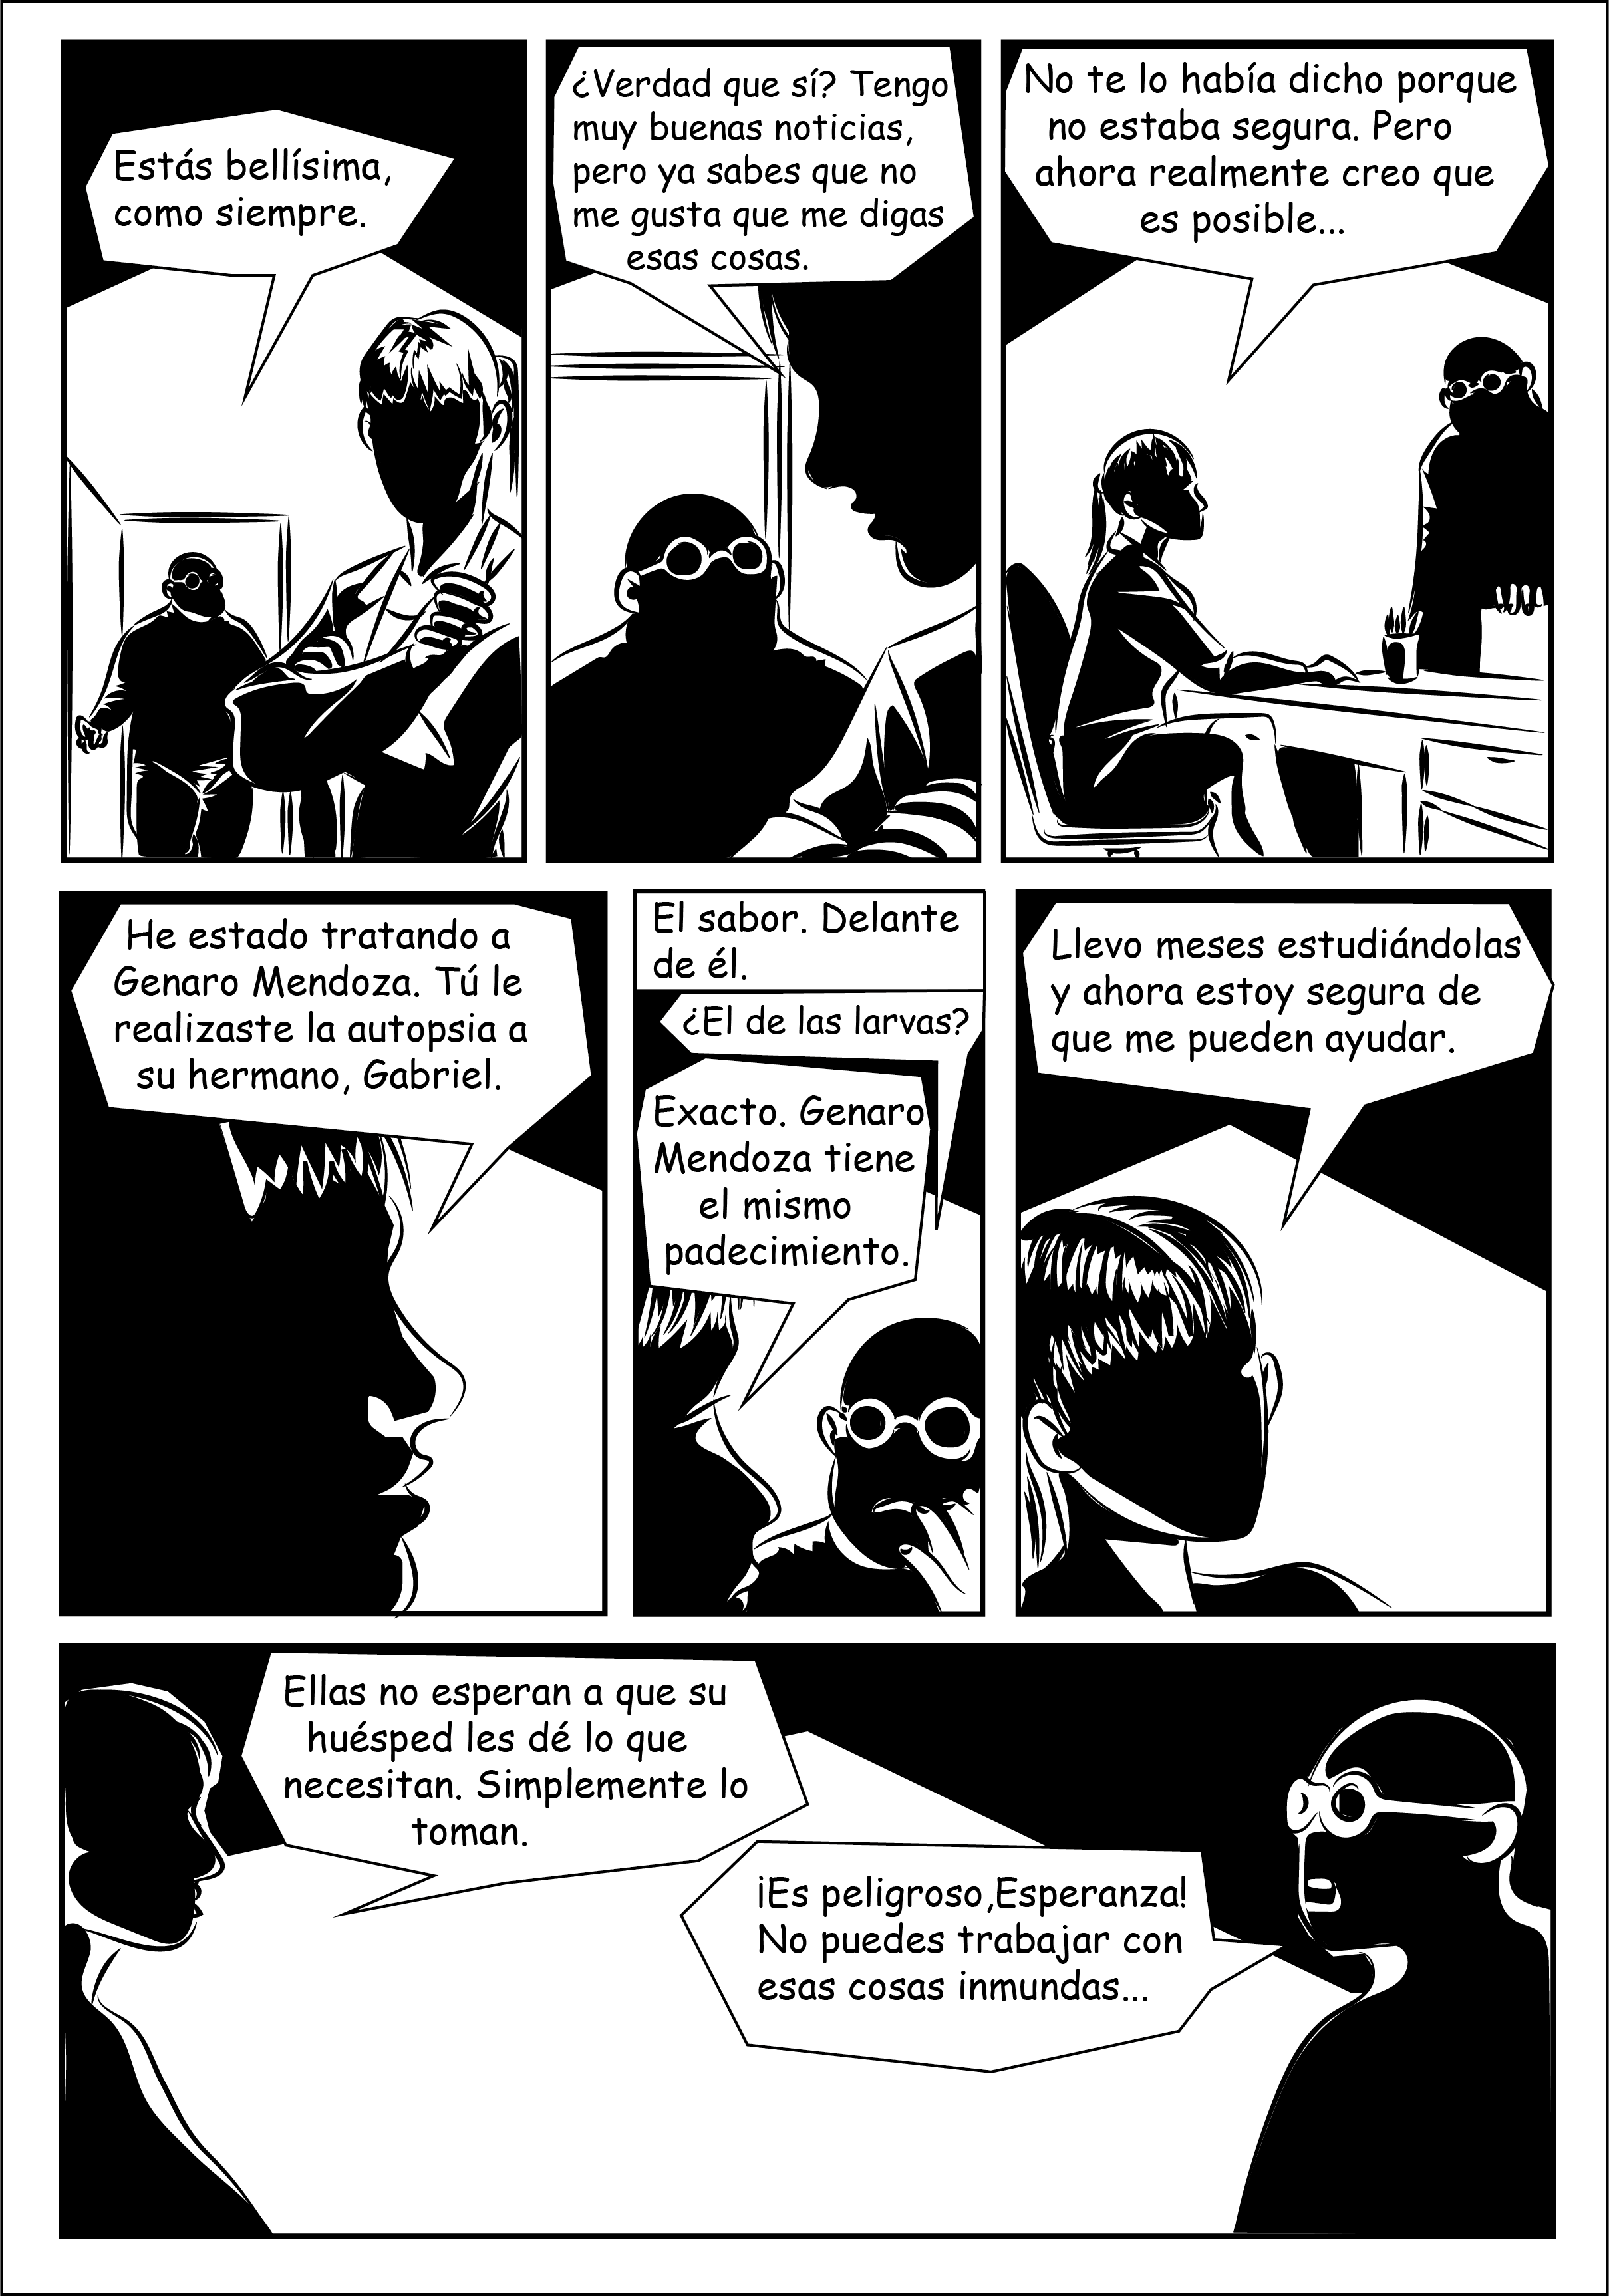 Estás bellísima,
como siempre.
¿Verdad que sí? Tengo
muy buenas noticias,
pero ya sabes que no
me gusta que me digas
esas cosas.
No te lo había dicho porque
no estaba segura. Pero
ahora realmente creo que
es posible...
He estado tratando a
Genaro Mendoza. Tú le
realizaste la autopsia a
su hermano, Gabriel.
El sabor. Delante
de él.
¿El de las larvas?
Exacto. Genaro
Mendoza tiene
el mismo
padecimiento.
Llevo meses estudiándolas
y ahora estoy segura de
que me pueden ayudar.
Ellas no esperan a que su
huésped les dé lo que
necesitan. Simplemente lo
toman.
¡Es peligroso,Esperanza!
No puedes trabajar con
esas cosas inmundas...